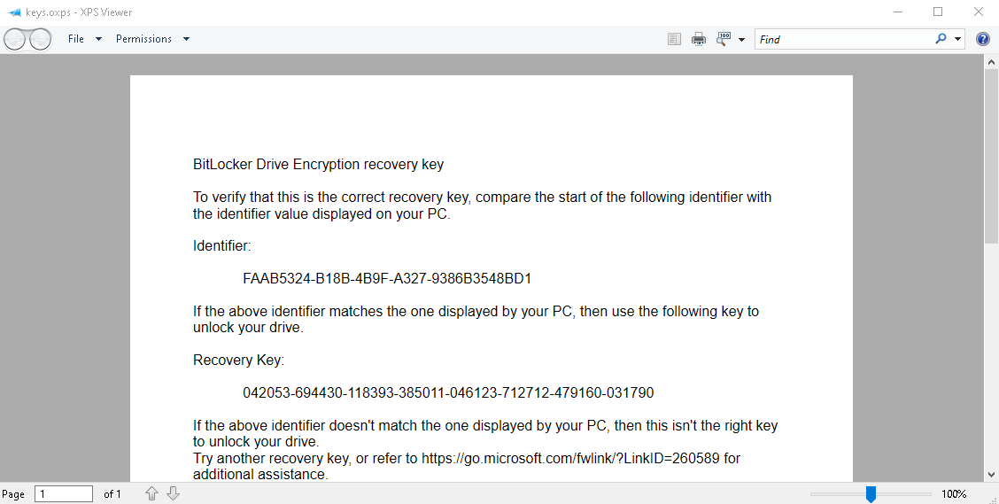 keys.oxps - XPS Viewer
File Permissions Find
BitLocker Drive Encryption recovery key
To verify that this is the correct recovery key, compare the start of the following identifier with
the identifier value displayed on your PC.
Identifier:
FAAB5324-B18B-4B9F-A327-9386B3548BD1
If the above identifier matches the one displayed by your PC, then use the following key to
unlock your drive.
Recovery Key:
042053-694430-118393-385011-046123-712712-479160-031790
If the above identifier doesn't match the one displayed by your PC, then this isn't the right key
to unlock your drive.
Try another recovery key, or refer to https://go.microsoft.com/fwlink/?LinkID=260589 for
additional assistance.
Page 1 of 1 100%